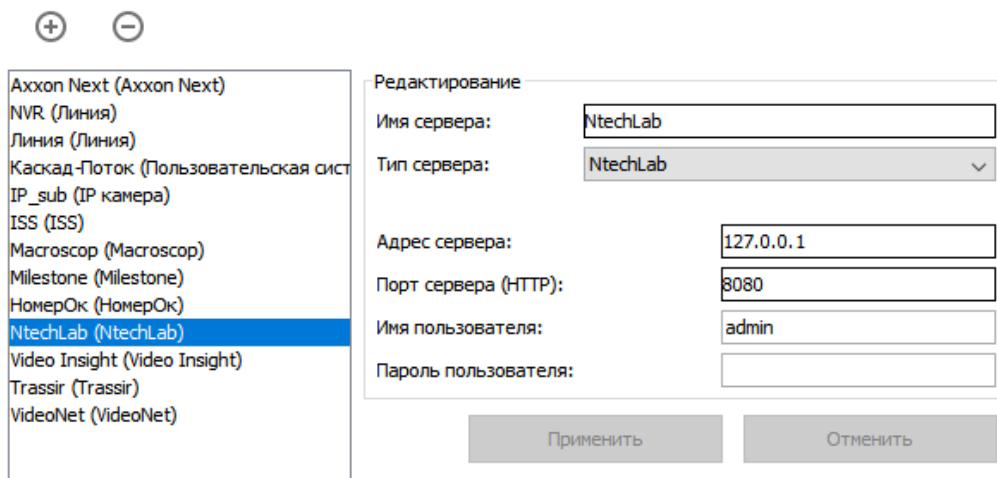 Axxon Next (Axxon Next)
NVR (Линия)
Линия (Линия)
Каскад-Поток (Пользовательская сист
IP_sub (IP камера)
ISS (ISS)
Macroscop (Macroscop)
Milestone (Milestone)
НомерОк (НомерОк)
NtechLab (NtechLab)
Video Insight (Video Insight)
Trassir (Trassir)
VideoNet (VideoNet)
Редактирование
Имя сервера: NtechLab
Тип сервера: NtechLab
Адрес сервера: 127.0.0.1
Порт сервера (HTTP): 8080
Имя пользователя: admin
Пароль пользователя:
Применить Отменить